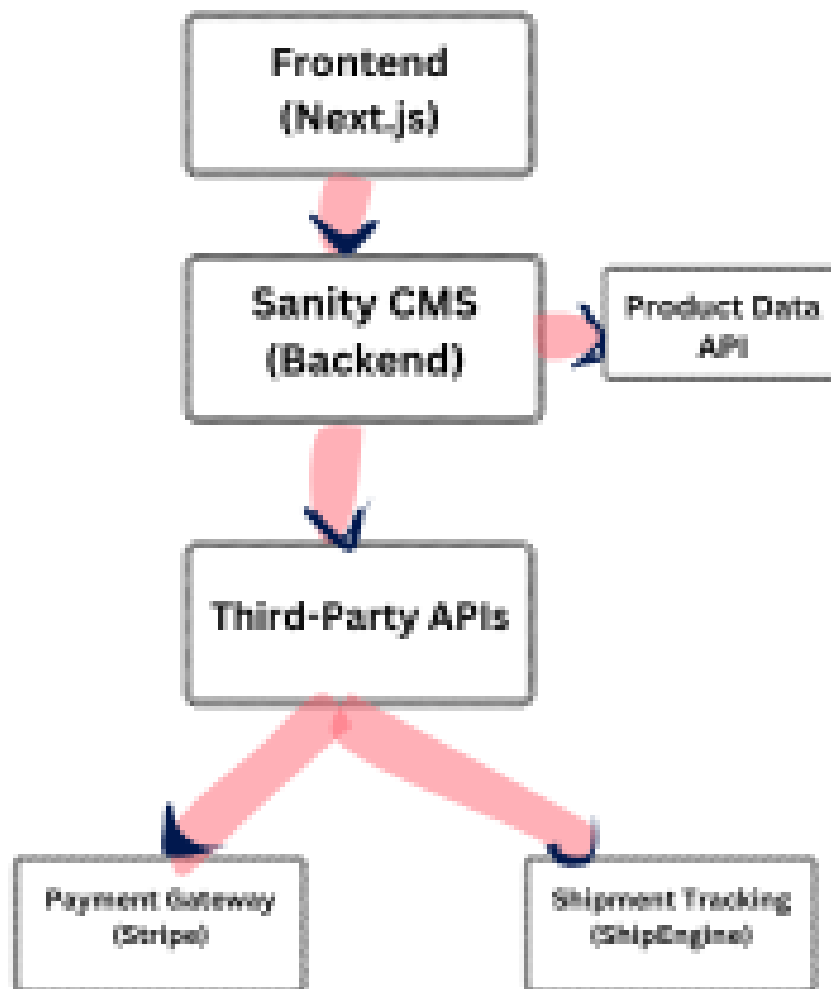 Frontend
(Next.js)
Sanity CMS
(Backend)
Product Data
API
Third-Party APIs
Payment Gateway
(Stripe)
Shipment Tracking
(ShipEngine)